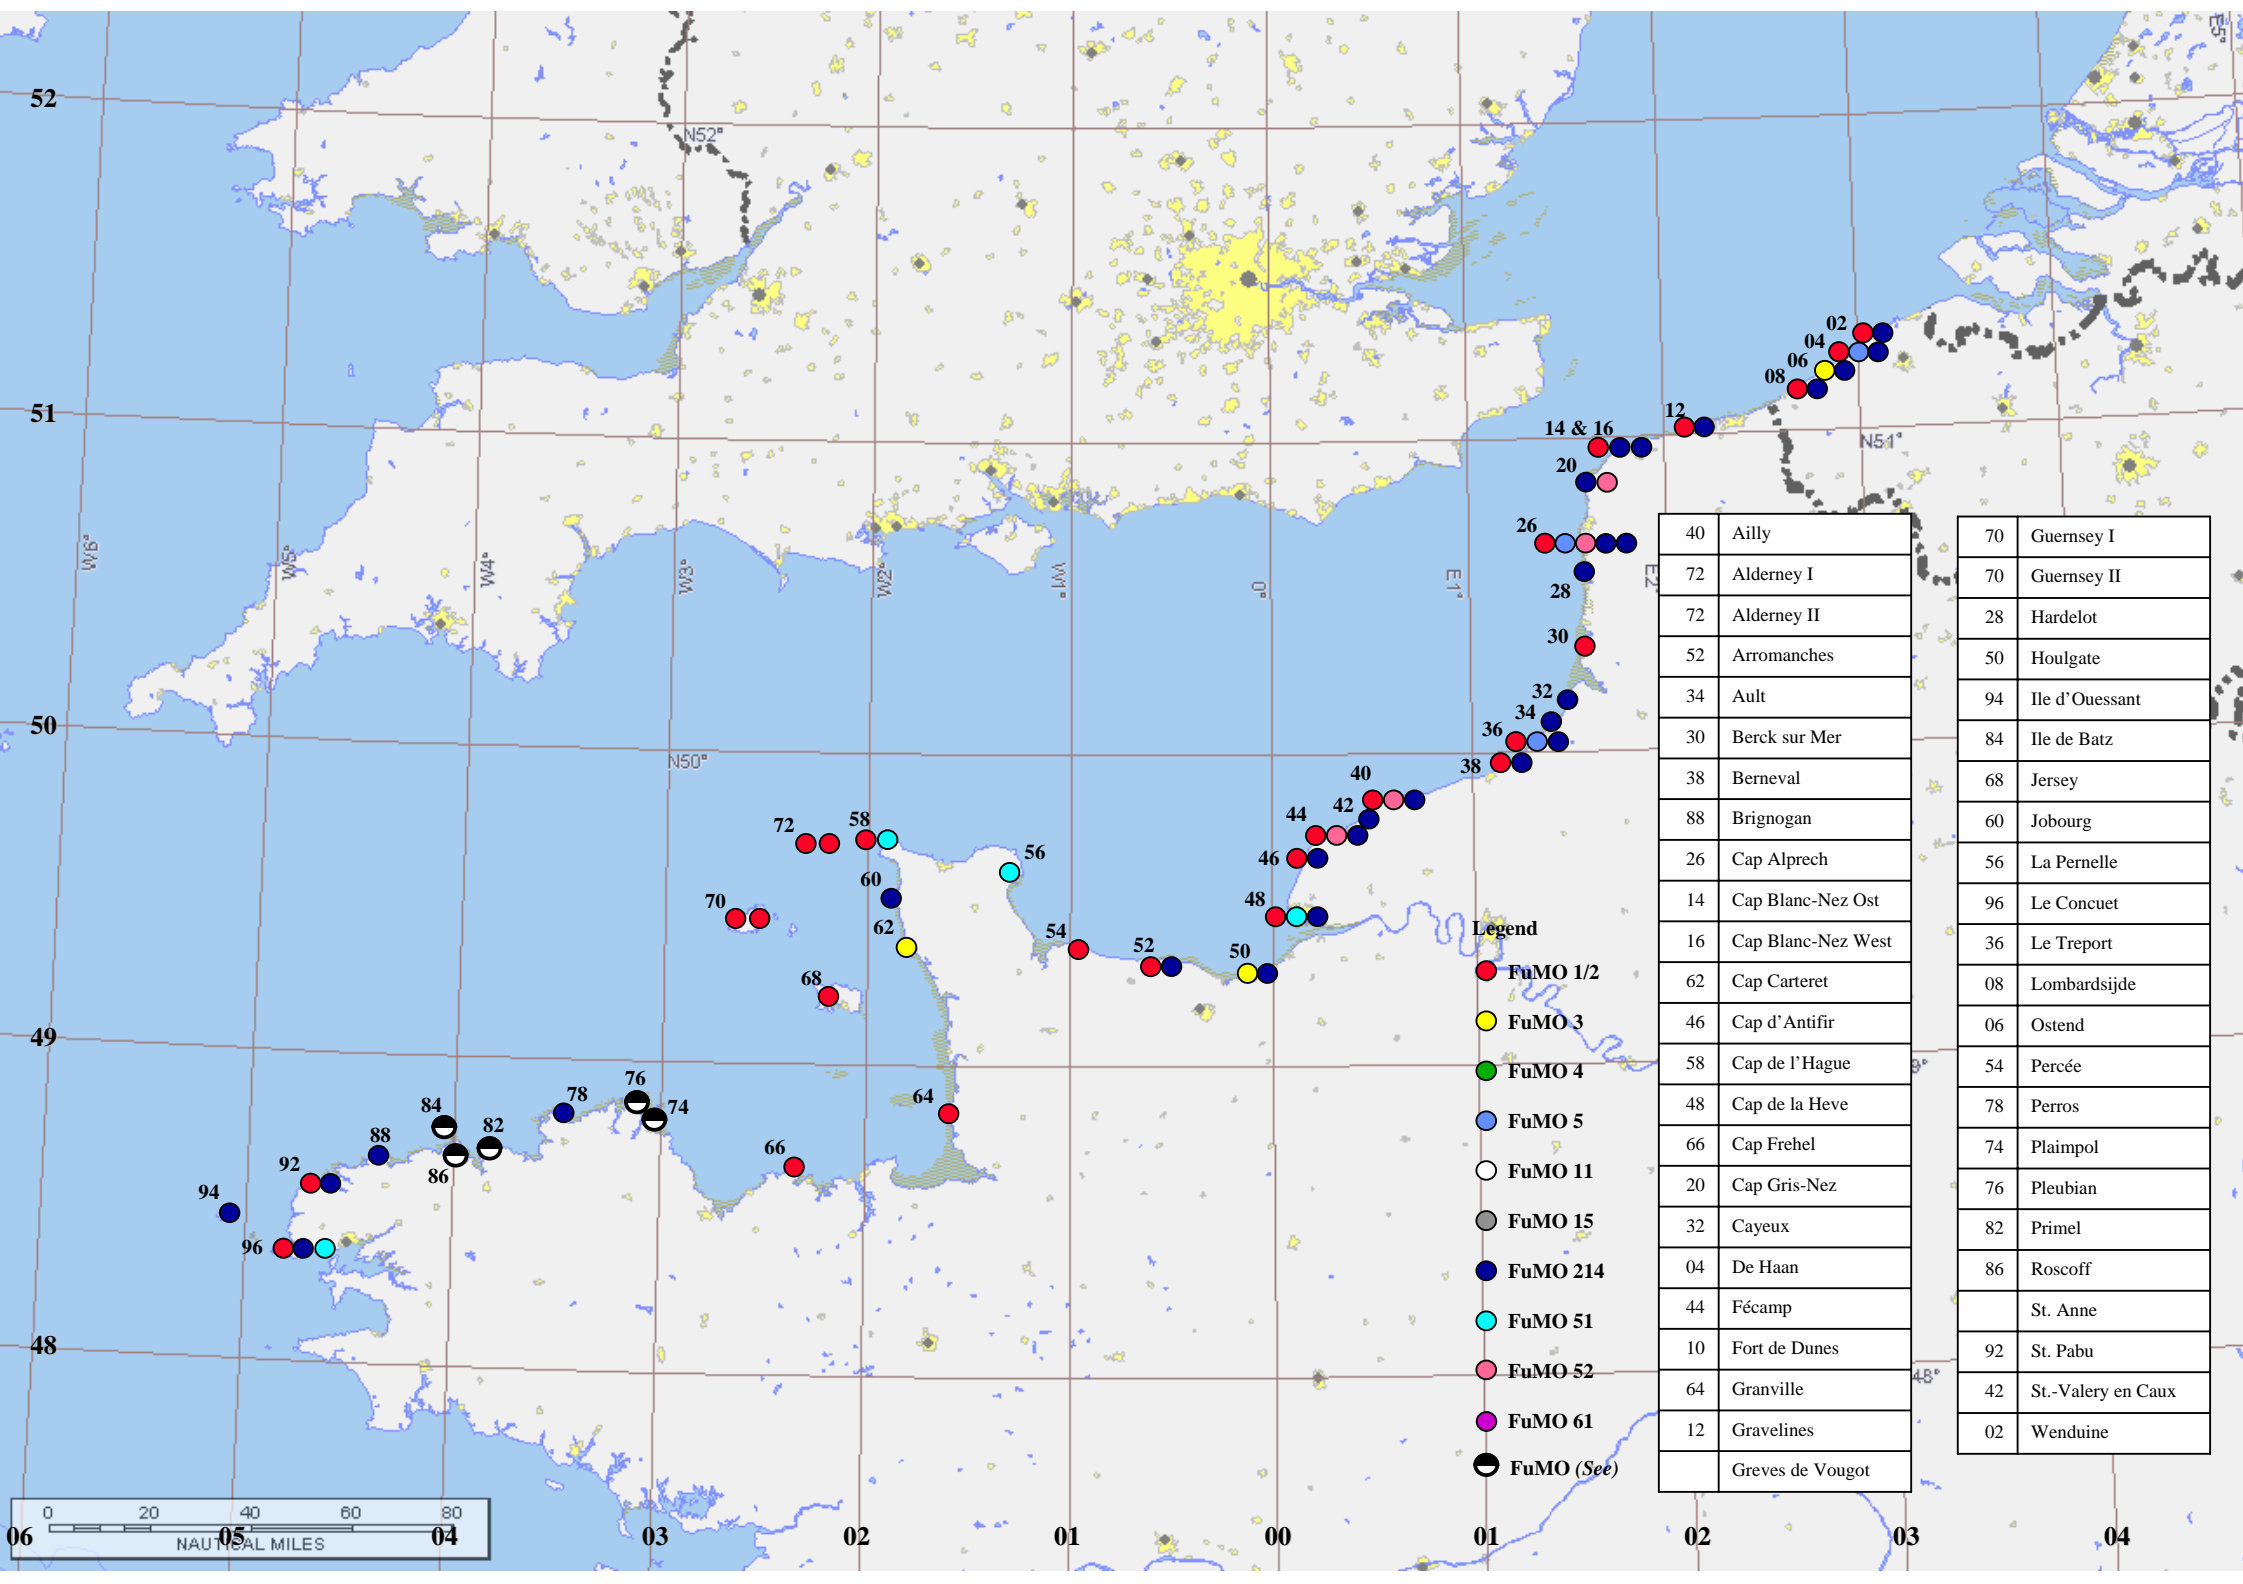 E5°
52
N52°
02
04
06
08
51
12
14 & 16
N51°
20
W6°
W5°
W4°
W3°
W2°
W1°
0°
E1°
E2
26
28
30
32
34
36
38
50
N50°
40
42
44
46
48
72
58
56
60
70
62
54
52
50
68
49
9°
76
74
78
84
82
88
86
92
94
96
66
64
48
48°
Legend
FuMO 1/2
FuMO 3
FuMO 4
FuMO 5
FuMO 11
FuMO 15
FuMO 214
FuMO 51
FuMO 52
FuMO 61
FuMO (See)
40 Ailly
72 Alderney I
72 Alderney II
52 Arromanches
34 Ault
30 Berck sur Mer
38 Berneval
88 Brignogan
26 Cap Alprech
14 Cap Blanc-Nez Ost
16 Cap Blanc-Nez West
62 Cap Carteret
46 Cap d'Antifir
58 Cap de l'Hague
48 Cap de la Heve
66 Cap Frehel
20 Cap Gris-Nez
32 Cayeux
04 De Haan
44 Fécamp
10 Fort de Dunes
64 Granville
12 Gravelines
Greves de Vougot
70 Guernsey I
70 Guernsey II
28 Hardelot
50 Houlgate
94 Ile d'Ouessant
84 Ile de Batz
68 Jersey
60 Jobourg
56 La Pernelle
96 Le Concuet
36 Le Treport
08 Lombardsijde
06 Ostend
54 Percée
78 Perros
74 Plaimpol
76 Pleubian
82 Primel
86 Roscoff
St. Anne
92 St. Pabu
42 St.-Valery en Caux
02 Wenduine
0 20 40 60 80
NAUTICAL MILES
06 05 04 03 02 01 00 01 02 03 04